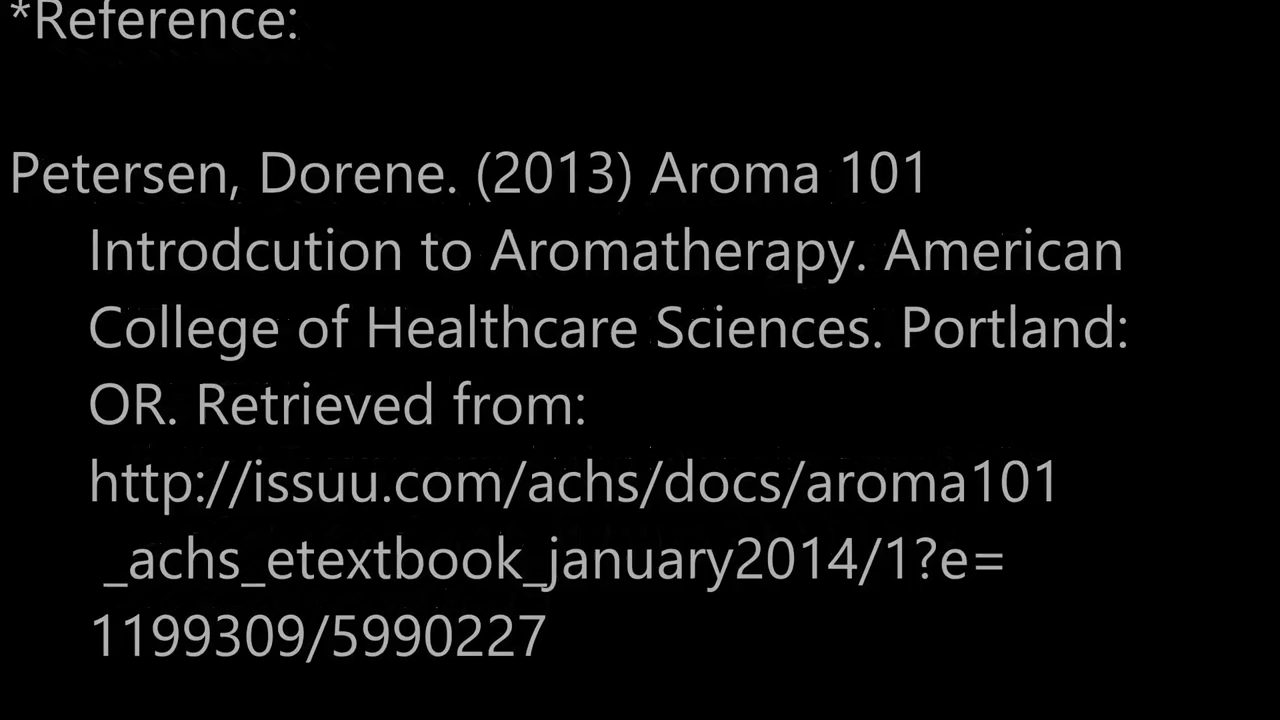 *Reference:
Petersen, Dorene. (2013) Aroma 101
Introdcution to Aromatherapy. American
College of Healthcare Sciences. Portland:
OR. Retrieved from:
http://issuu.com/achs/docs/aroma101
_achs_etextbook_january2014/1?e=
1199309/5990227